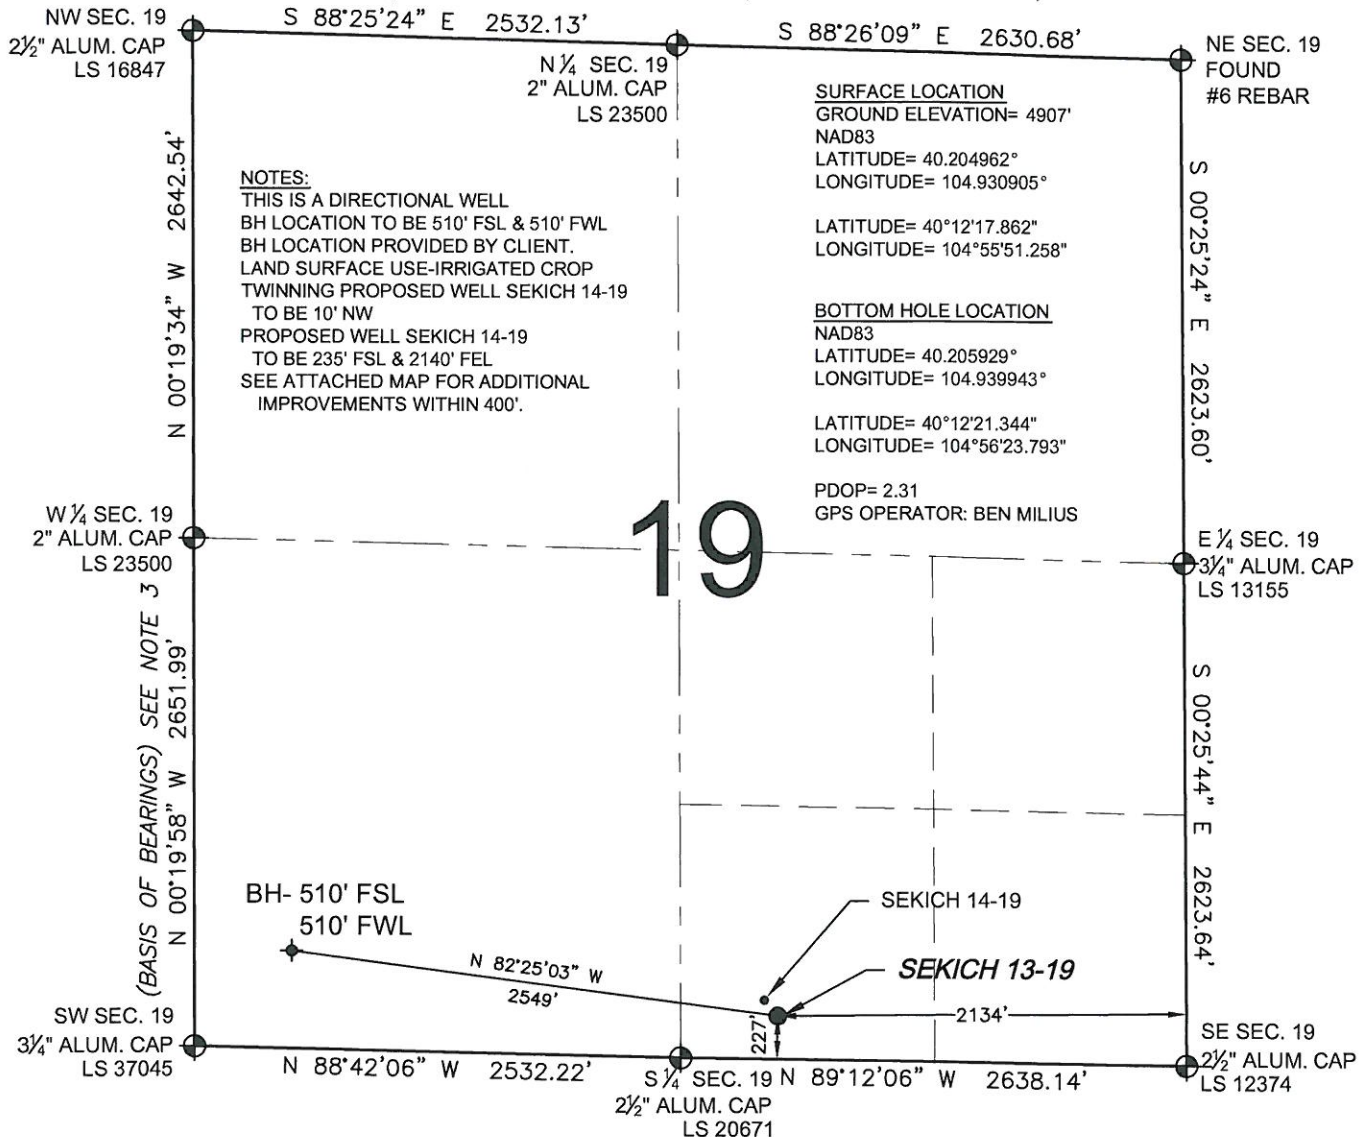 S 88°25'24" E 2532.13'
S 88°26'09" E 2630.68'
NW SEC. 19
2½" ALUM. CAP
LS 16847
N ¼ SEC. 19
2" ALUM. CAP
LS 23500
NE SEC. 19
FOUND
#6 REBAR
SURFACE LOCATION
GROUND ELEVATION= 4907'
NAD83
LATITUDE= 40.204962°
LONGITUDE= 104.930905°
LATITUDE= 40°12'17.862"
LONGITUDE= 104°55'51.258"
NOTES:
THIS IS A DIRECTIONAL WELL
BH LOCATION TO BE 510' FSL & 510' FWL
BH LOCATION PROVIDED BY CLIENT.
LAND SURFACE USE-IRRIGATED CROP
TWINNING PROPOSED WELL SEKICH 14-19
TO BE 10' NW
PROPOSED WELL SEKICH 14-19
TO BE 235' FSL & 2140' FEL
SEE ATTACHED MAP FOR ADDITIONAL
IMPROVEMENTS WITHIN 400'.
BOTTOM HOLE LOCATION
NAD83
LATITUDE= 40.205929°
LONGITUDE= 104.939943°
LATITUDE= 40°12'21.344"
LONGITUDE= 104°56'23.793"
PDOP= 2.31
GPS OPERATOR: BEN MILIUS
N 00°19'34" W 2642.54'
S 00°25'24" E 2623.60'
W ¼ SEC. 19
2" ALUM. CAP
LS 23500
19
E ¼ SEC. 19
3¼" ALUM. CAP
LS 13155
(BASIS OF BEARINGS) SEE NOTE 3
N 00°19'58" W 2651.99'
S 00°25'44" E 2623.64'
BH- 510' FSL
510' FWL
SEKICH 14-19
N 82°25'03" W
2549'
SEKICH 13-19
2134'
227'
SW SEC. 19
3¼" ALUM. CAP
LS 37045
SE SEC. 19
2½" ALUM. CAP
LS 12374
N 88°42'06" W 2532.22'
S ¼ SEC. 19
2½" ALUM. CAP
LS 20671
N 89°12'06" W 2638.14'